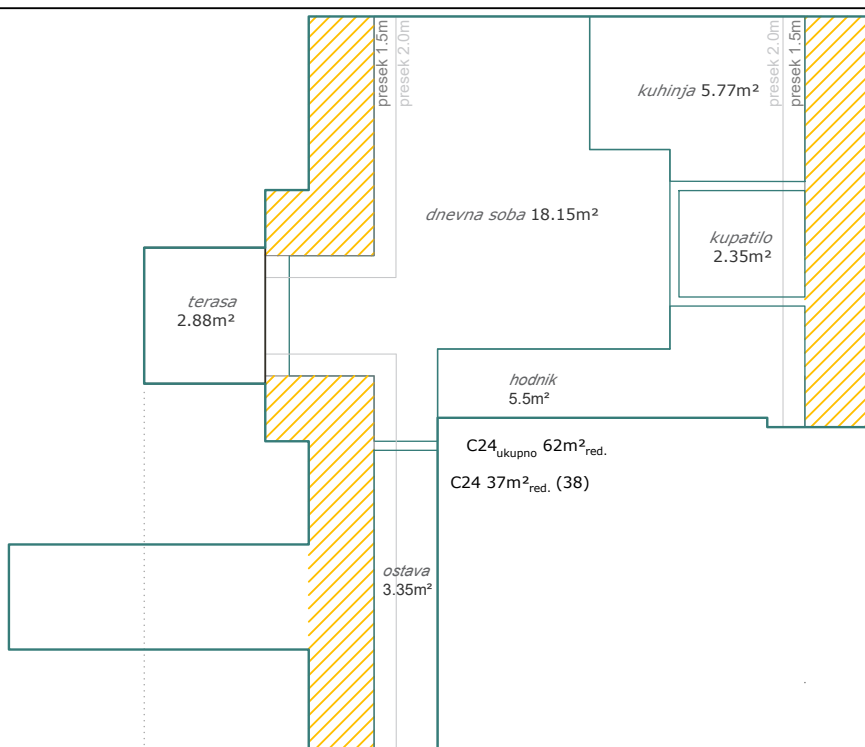 presek 1.5m
presek 2.0m
presek 2.0m
presek 1.5m
kuhinja 5.77m²
dnevna soba 18.15m²
kupatilo
2.35m²
terasa
2.88m²
hodnik
5.5m²
C24ukupno 62m²red.
C24 37m²red. (38)
ostava
3.35m²